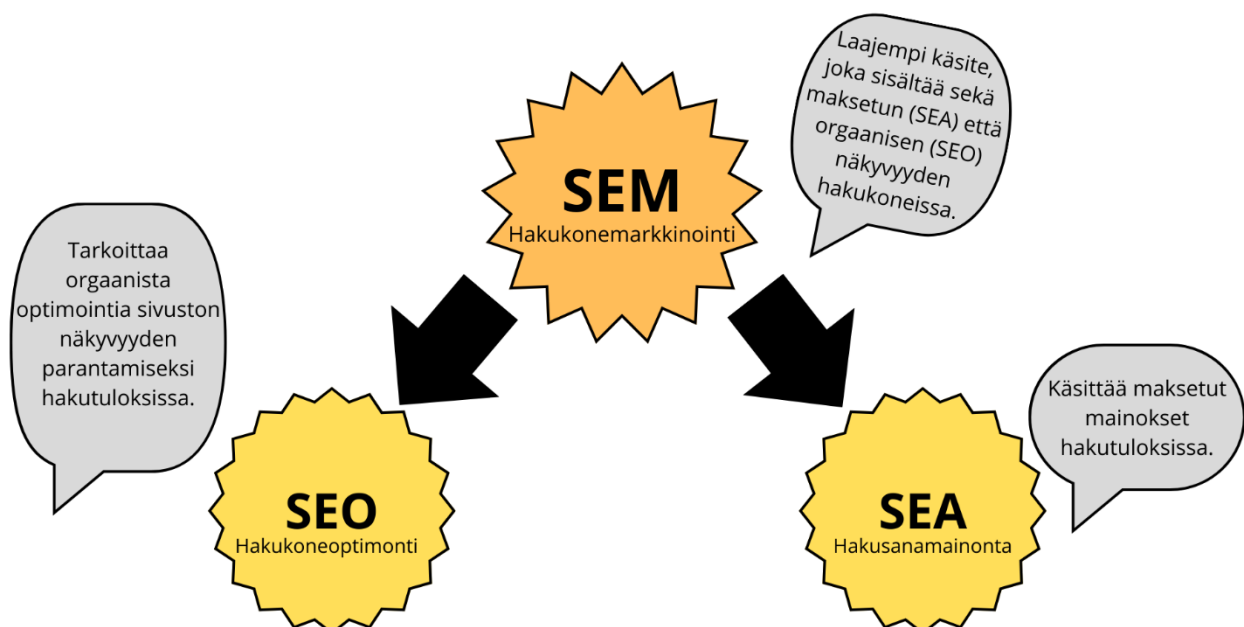 Laajempi käsite,
joka sisältää sekä
maksetun (SEA) että
orgaanisen (SEO)
näkyvyyden
hakukoneissa.
SEM
Hakukonemarkkinointi
Tarkoittaa
orgaanista
optimointia sivuston
näkyvyyden
parantamiseksi
hakutuloksissa.
SEO
Hakukoneoptimonti
SEA
Hakusanamainonta
Käsittää maksetut
mainokset
hakutuloksissa.